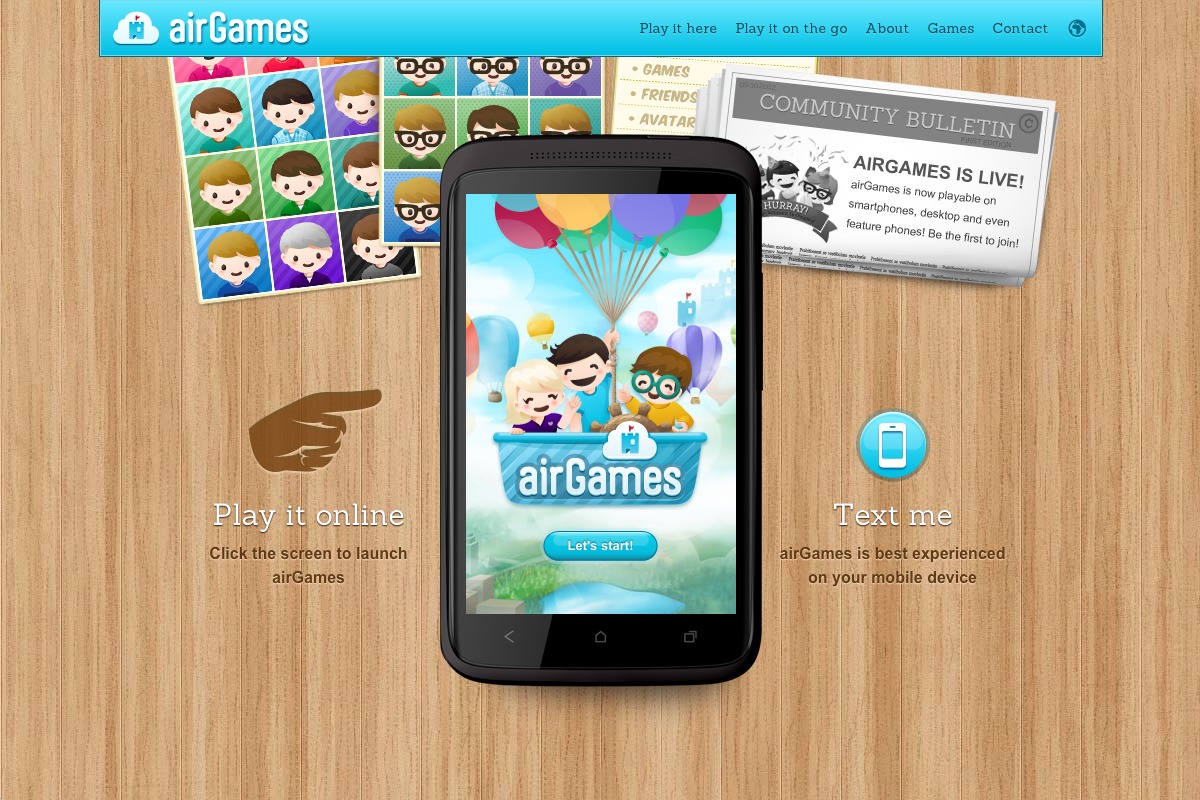 airGames
Play it here
Play it on the go
About
Games
Contact
• GAMES
• FRIENDS
• AVATAR
COMMUNITY BULLETIN
FIRST EDITION
AIRGAMES IS LIVE!
airGames is now playable on
smartphones, desktop and even
feature phones! Be the first to join!
HURRAY!
airGames
Let's start!
Play it online
Click the screen to launch
airGames
Text me
airGames is best experienced
on your mobile device